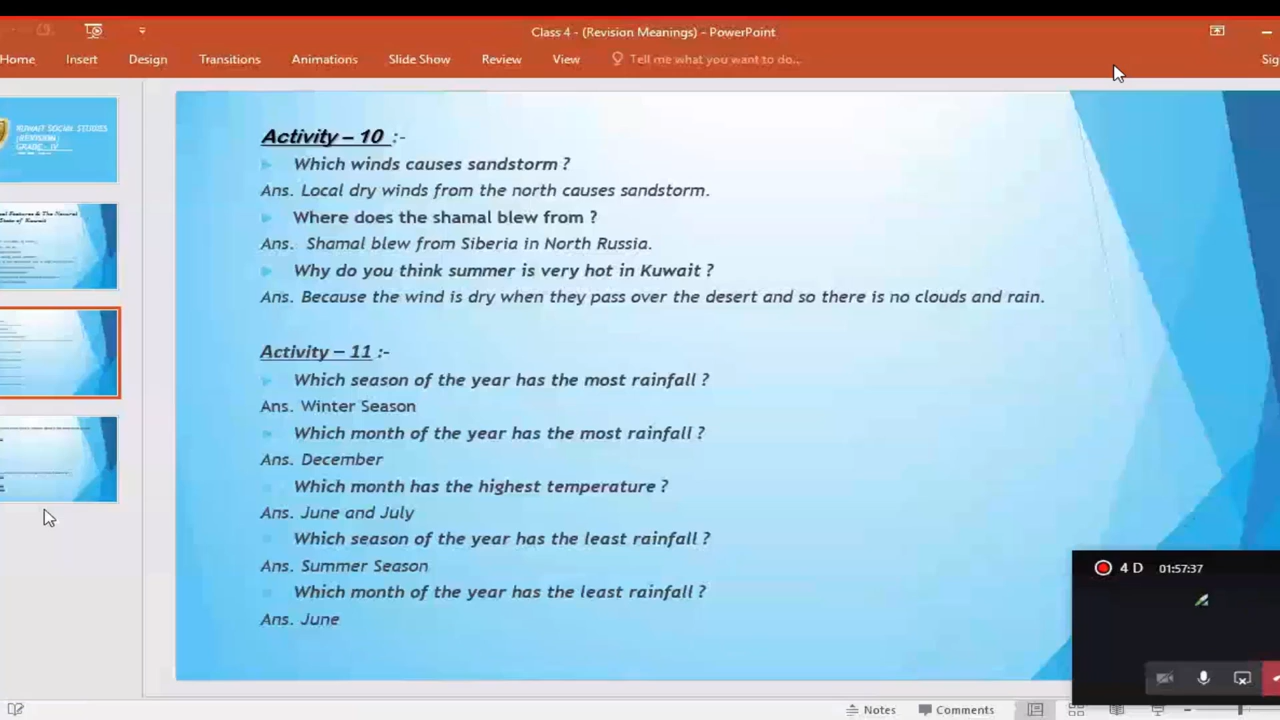 Class 4 - (Revision Meanings) - PowerPoint
Home Insert Design Transitions Animations Slide Show Review View Tell me what you want to do...
KUWAIT SOCIAL STUDIES
(REVISION)
GRADE - IV
Activity – 10 :-
Which winds causes sandstorm ?
Ans. Local dry winds from the north causes sandstorm.
Where does the shamal blew from ?
Ans. Shamal blew from Siberia in North Russia.
Why do you think summer is very hot in Kuwait ?
Ans. Because the wind is dry when they pass over the desert and so there is no clouds and rain.
Activity – 11 :-
Which season of the year has the most rainfall ?
Ans. Winter Season
Which month of the year has the most rainfall ?
Ans. December
Which month has the highest temperature ?
Ans. June and July
Which season of the year has the least rainfall ?
Ans. Summer Season
Which month of the year has the least rainfall ?
Ans. June
4 D 01:57:37
Notes Comments